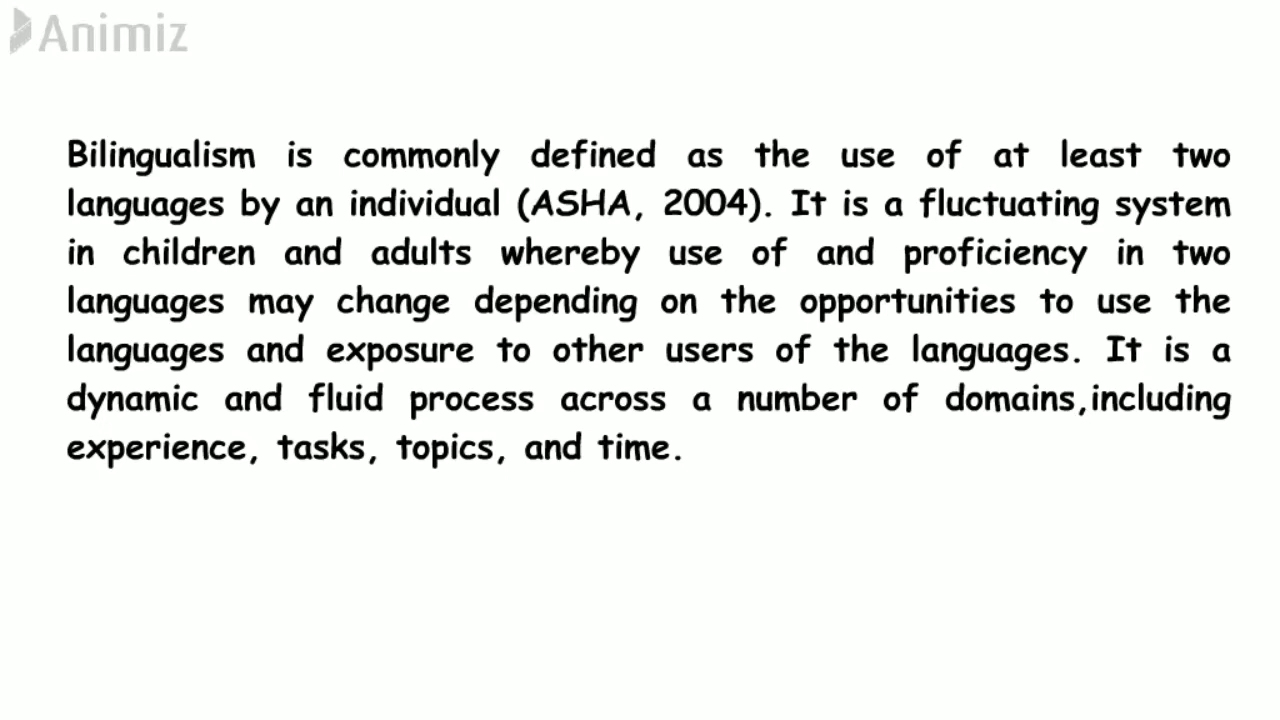 Animiz
Bilingualism is commonly defined as the use of at least two
languages by an individual (ASHA, 2004). It is a fluctuating system
in children and adults whereby use of and proficiency in two
languages may change depending on the opportunities to use the
languages and exposure to other users of the languages. It is a
dynamic and fluid process across a number of domains,including
experience, tasks, topics, and time.